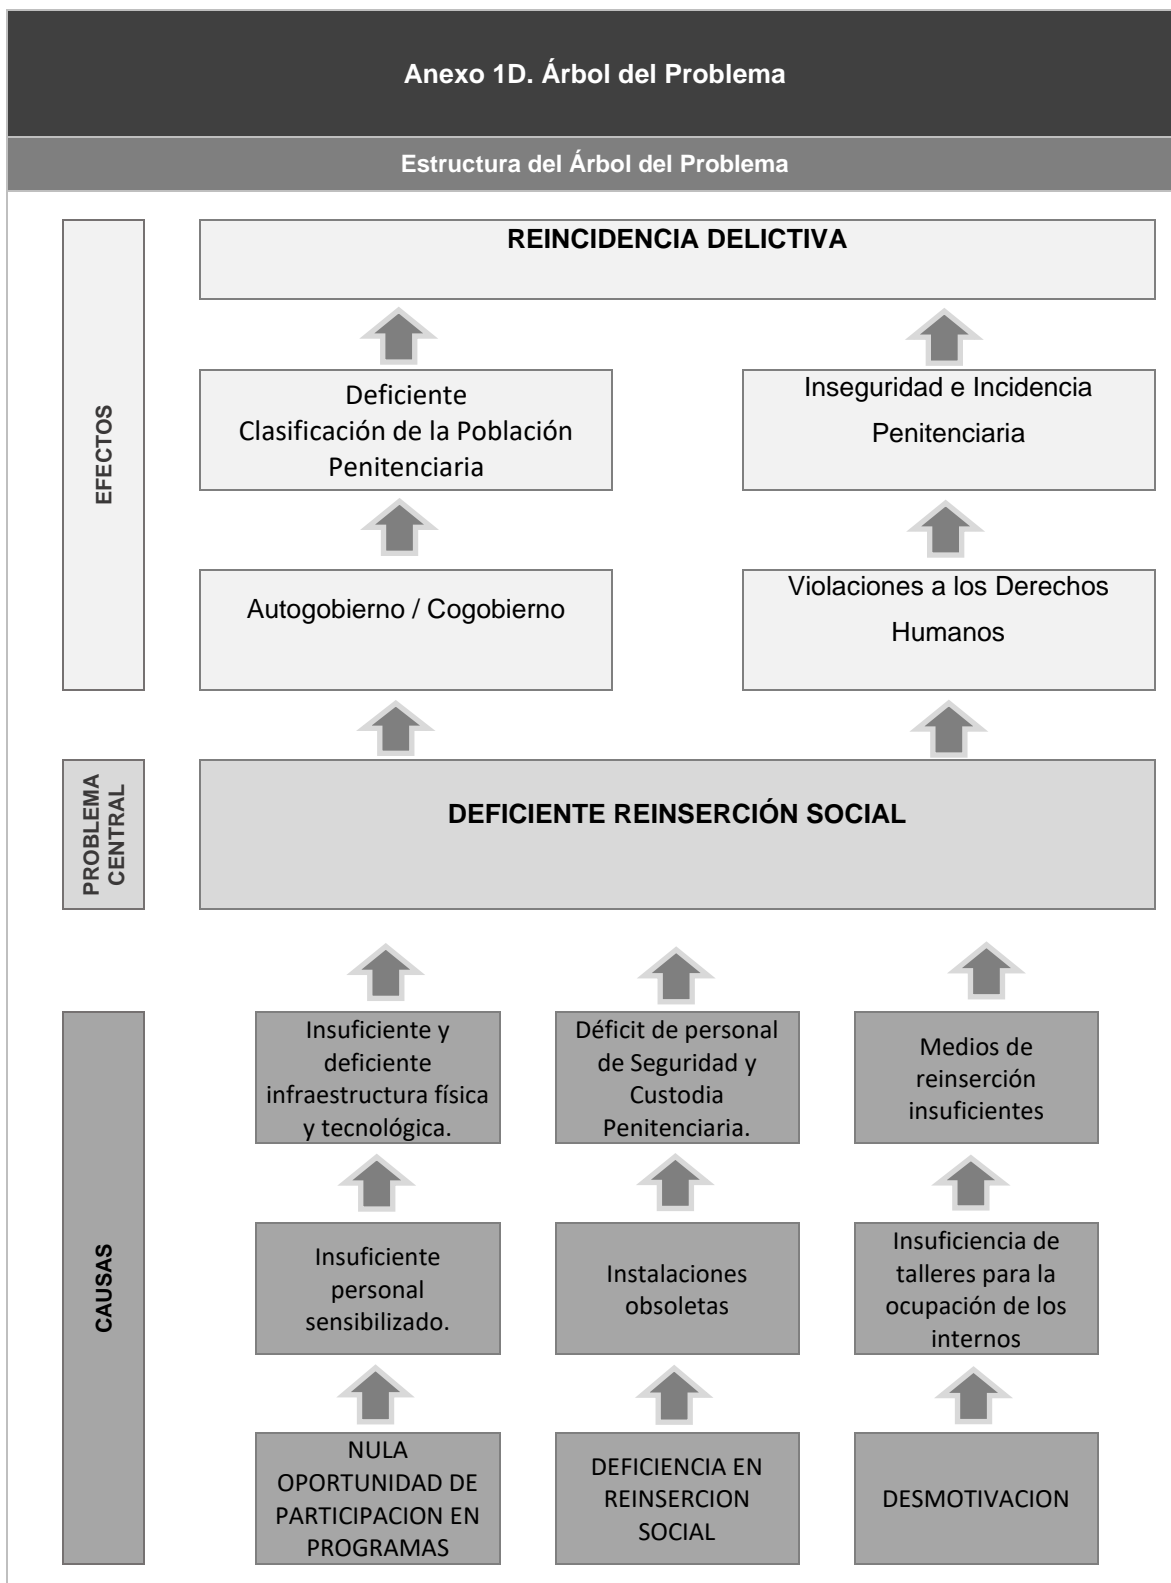 Anexo 1D. Árbol del Problema
Estructura del Árbol del Problema
EFECTOS
REINCIDENCIA DELICTIVA
Deficiente
Clasificación de la Población
Penitenciaria
Inseguridad e Incidencia
Penitenciaria
Autogobierno / Cogobierno
Violaciones a los Derechos
Humanos
PROBLEMA
CENTRAL
DEFICIENTE REINSERCIÓN SOCIAL
CAUSAS
Insuficiente y
deficiente
infraestructura física
y tecnológica.
Déficit de personal
de Seguridad y
Custodia
Penitenciaria.
Medios de
reinserción
insuficientes
Insuficiente
personal
sensibilizado.
Instalaciones
obsoletas
Insuficiencia de
talleres para la
ocupación de los
internos
NULA
OPORTUNIDAD DE
PARTICIPACION EN
PROGRAMAS
DEFICIENCIA EN
REINSERCION
SOCIAL
DESMOTIVACION